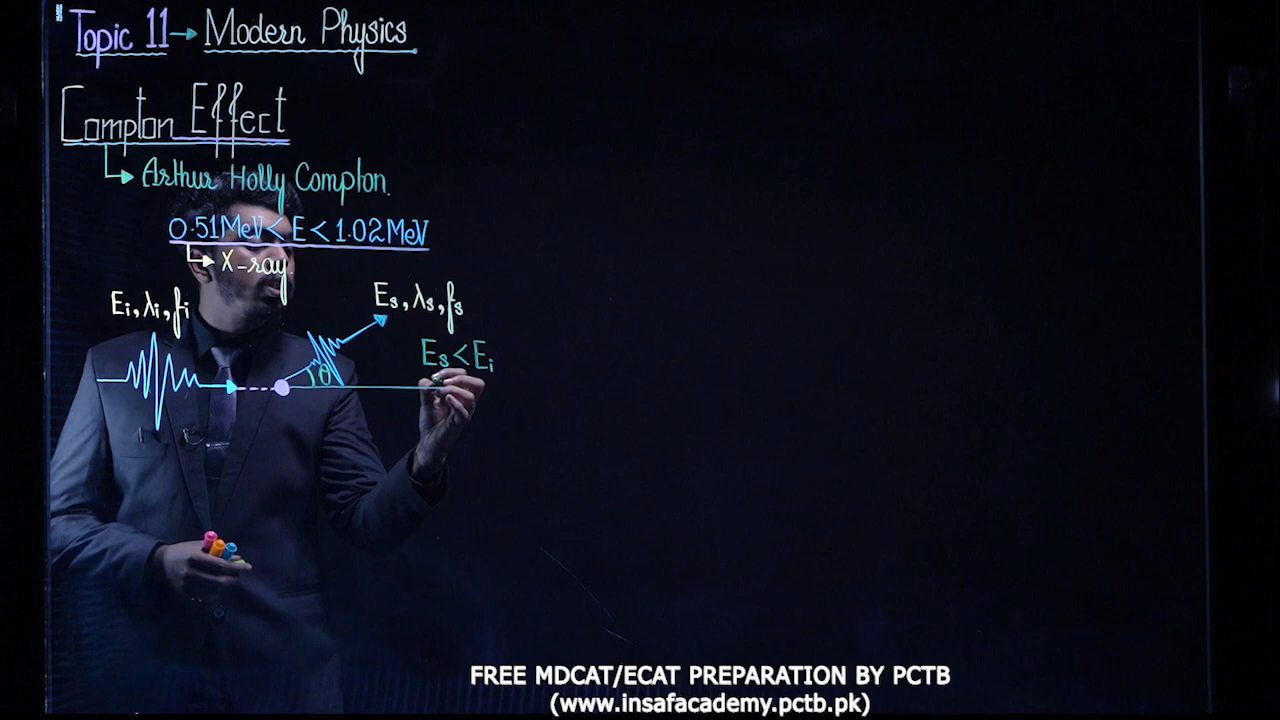 Topic 11 → Modern Physics
Compton Effect
Arthur Holly Compton.
0.51MeV < E < 1.02MeV
X-ray.
Ei, λi, fi
Es, λs, fs
Es < Ei
θ
FREE MDCAT/ECAT PREPARATION BY PCTB
(www.insafacademy.pctb.pk)